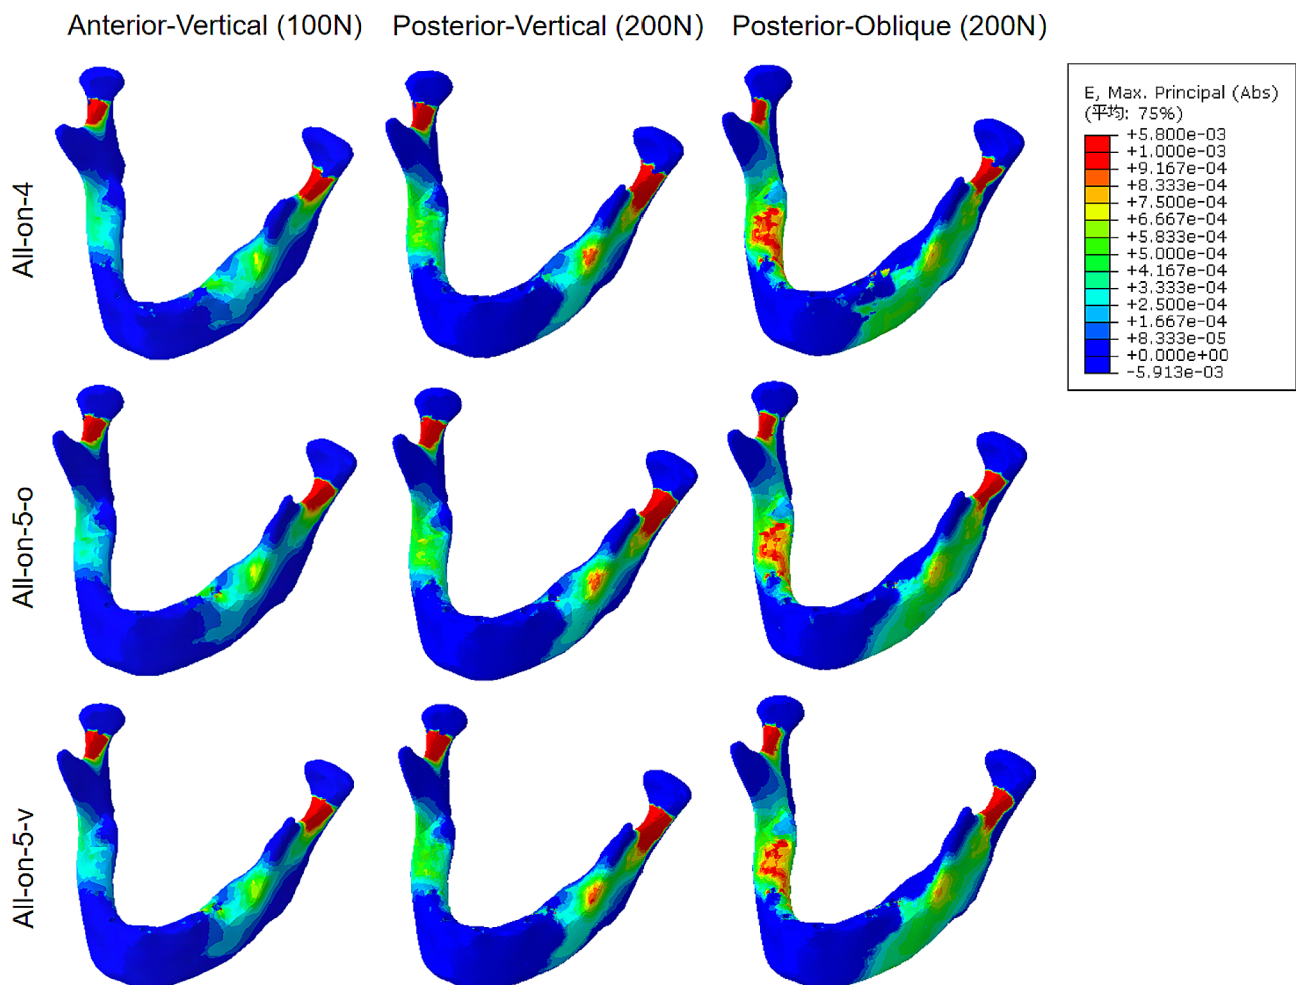 Anterior-Vertical (100N)
Posterior-Vertical (200N)
Posterior-Oblique (200N)
E, Max. Principal (Abs)
(平均: 75%)
+5.800e-03
+1.000e-03
+9.167e-04
+8.333e-04
+7.500e-04
+6.667e-04
+5.833e-04
+5.000e-04
+4.167e-04
+3.333e-04
+2.500e-04
+1.667e-04
+8.333e-05
+0.000e+00
-5.913e-03
All-on-4
All-on-5-o
All-on-5-v